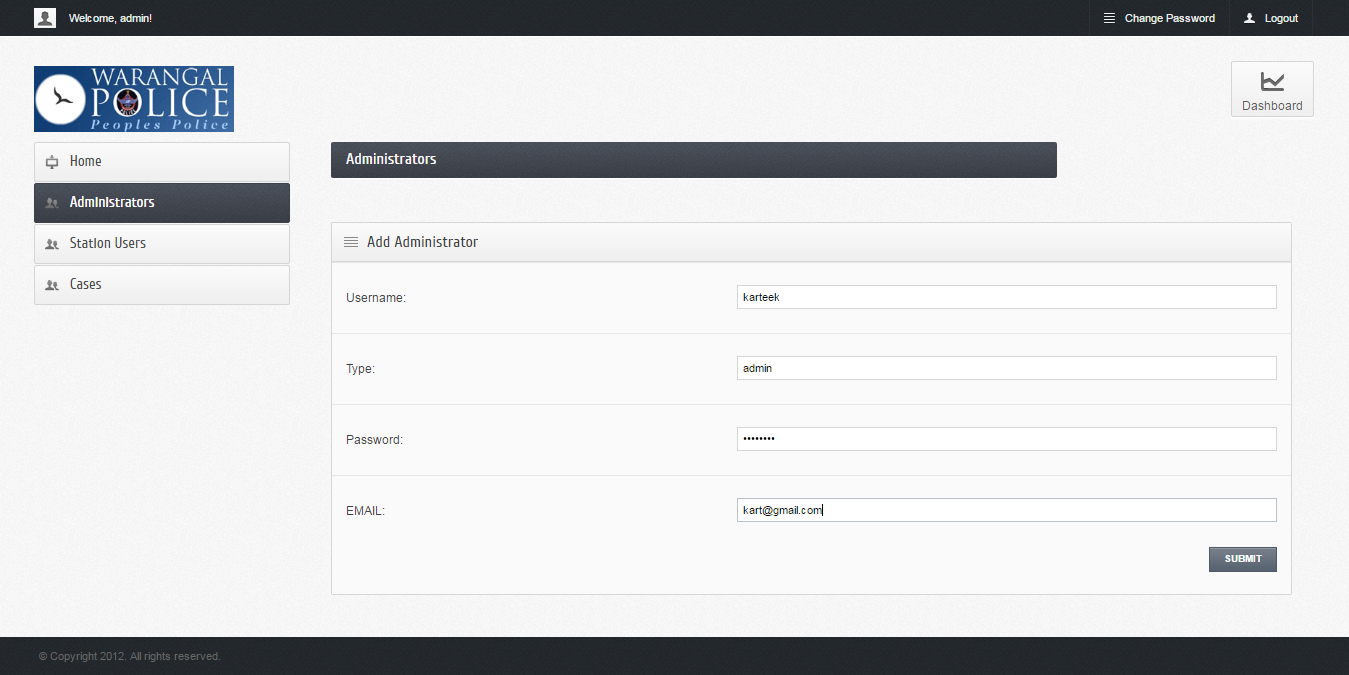 Welcome, admin!
Change Password
Logout
WARANGAL
POLICE
Peoples Police
Dashboard
Home
Administrators
Station Users
Cases
Administrators
Add Administrator
Username:
karteek
Type:
admin
Password:
••••••••
EMAIL:
kart@gmail.com
SUBMIT
© Copyright 2012. All rights reserved.